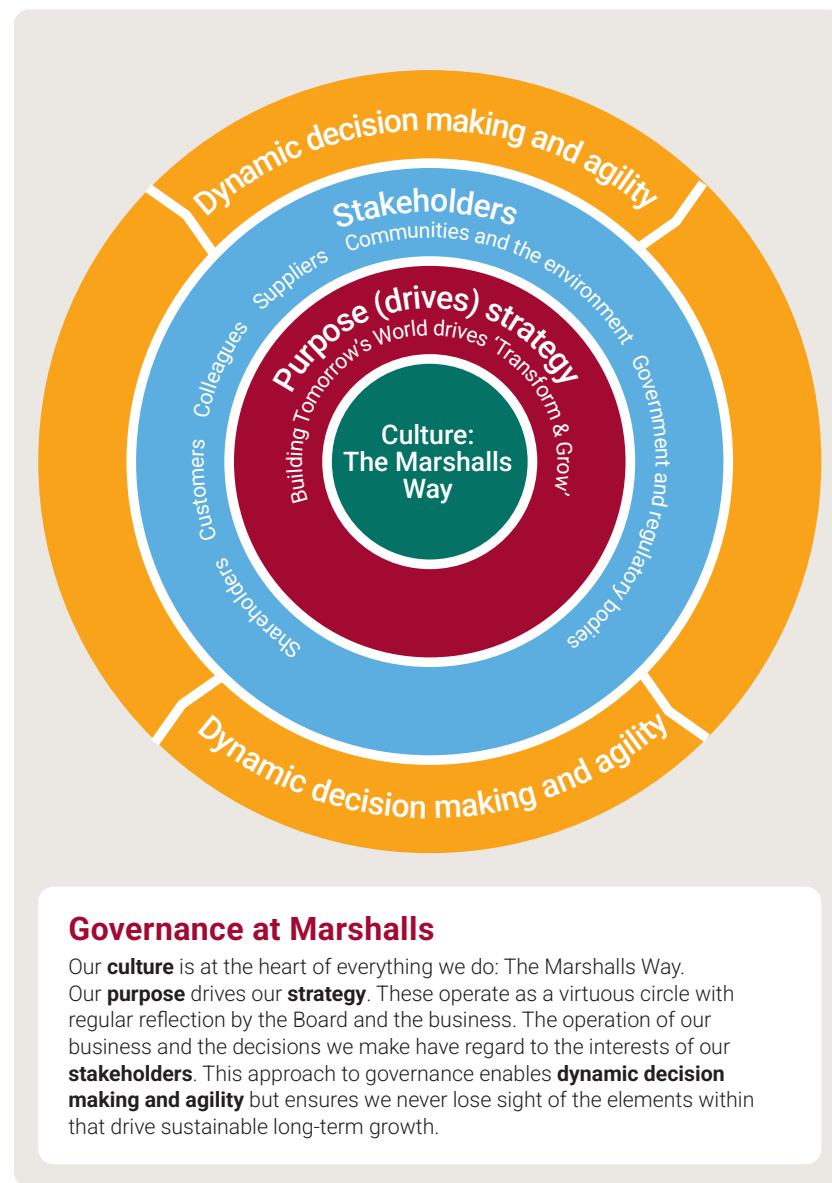 Dynamic decision making and agility
Stakeholders
Shareholders Customers Colleagues Suppliers Communities and the environment Government and regulatory bodies
Purpose (drives) strategy
Building Tomorrow's World drives ‘Transform & Grow’
Culture:
The Marshalls
Way
Dynamic decision making and agility
Governance at Marshalls
Our culture is at the heart of everything we do: The Marshalls Way.
Our purpose drives our strategy. These operate as a virtuous circle with
regular reflection by the Board and the business. The operation of our
business and the decisions we make have regard to the interests of our
stakeholders. This approach to governance enables dynamic decision
making and agility but ensures we never lose sight of the elements within
that drive sustainable long-term growth.